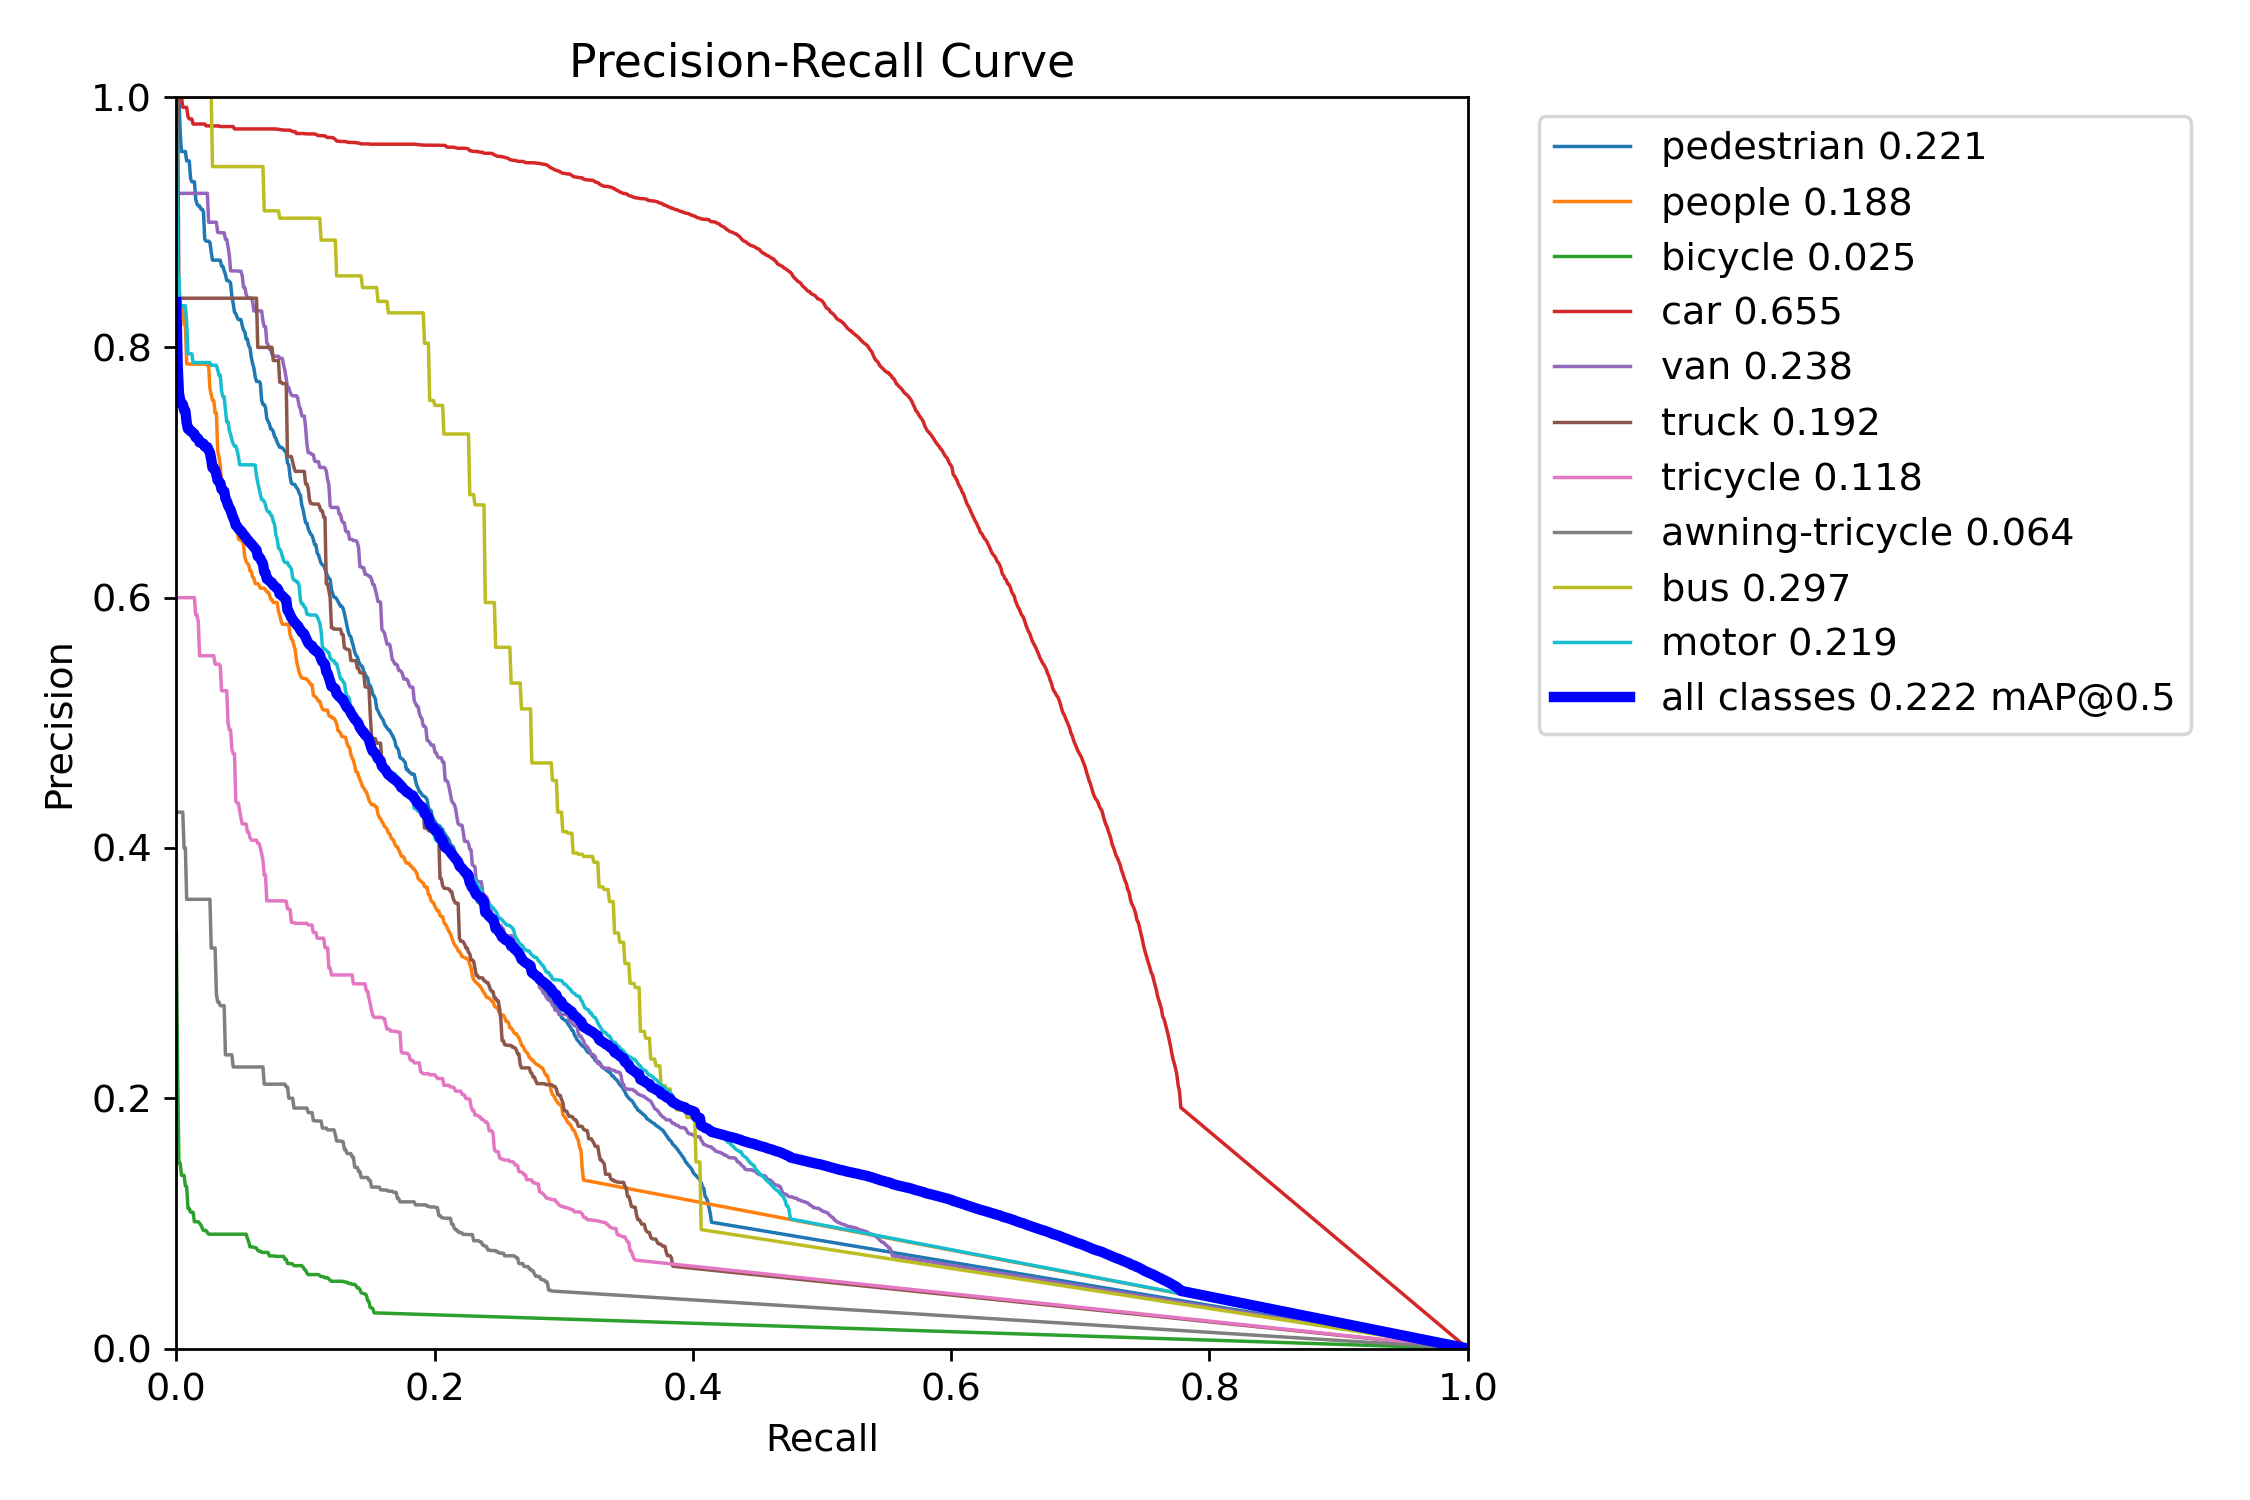 Precision-Recall Curve
1.0
0.8
0.6
0.4
0.2
0.0
Precision
0.0 0.2 0.4 0.6 0.8 1.0
Recall
pedestrian 0.221
people 0.188
bicycle 0.025
car 0.655
van 0.238
truck 0.192
tricycle 0.118
awning-tricycle 0.064
bus 0.297
motor 0.219
all classes 0.222 mAP@0.5